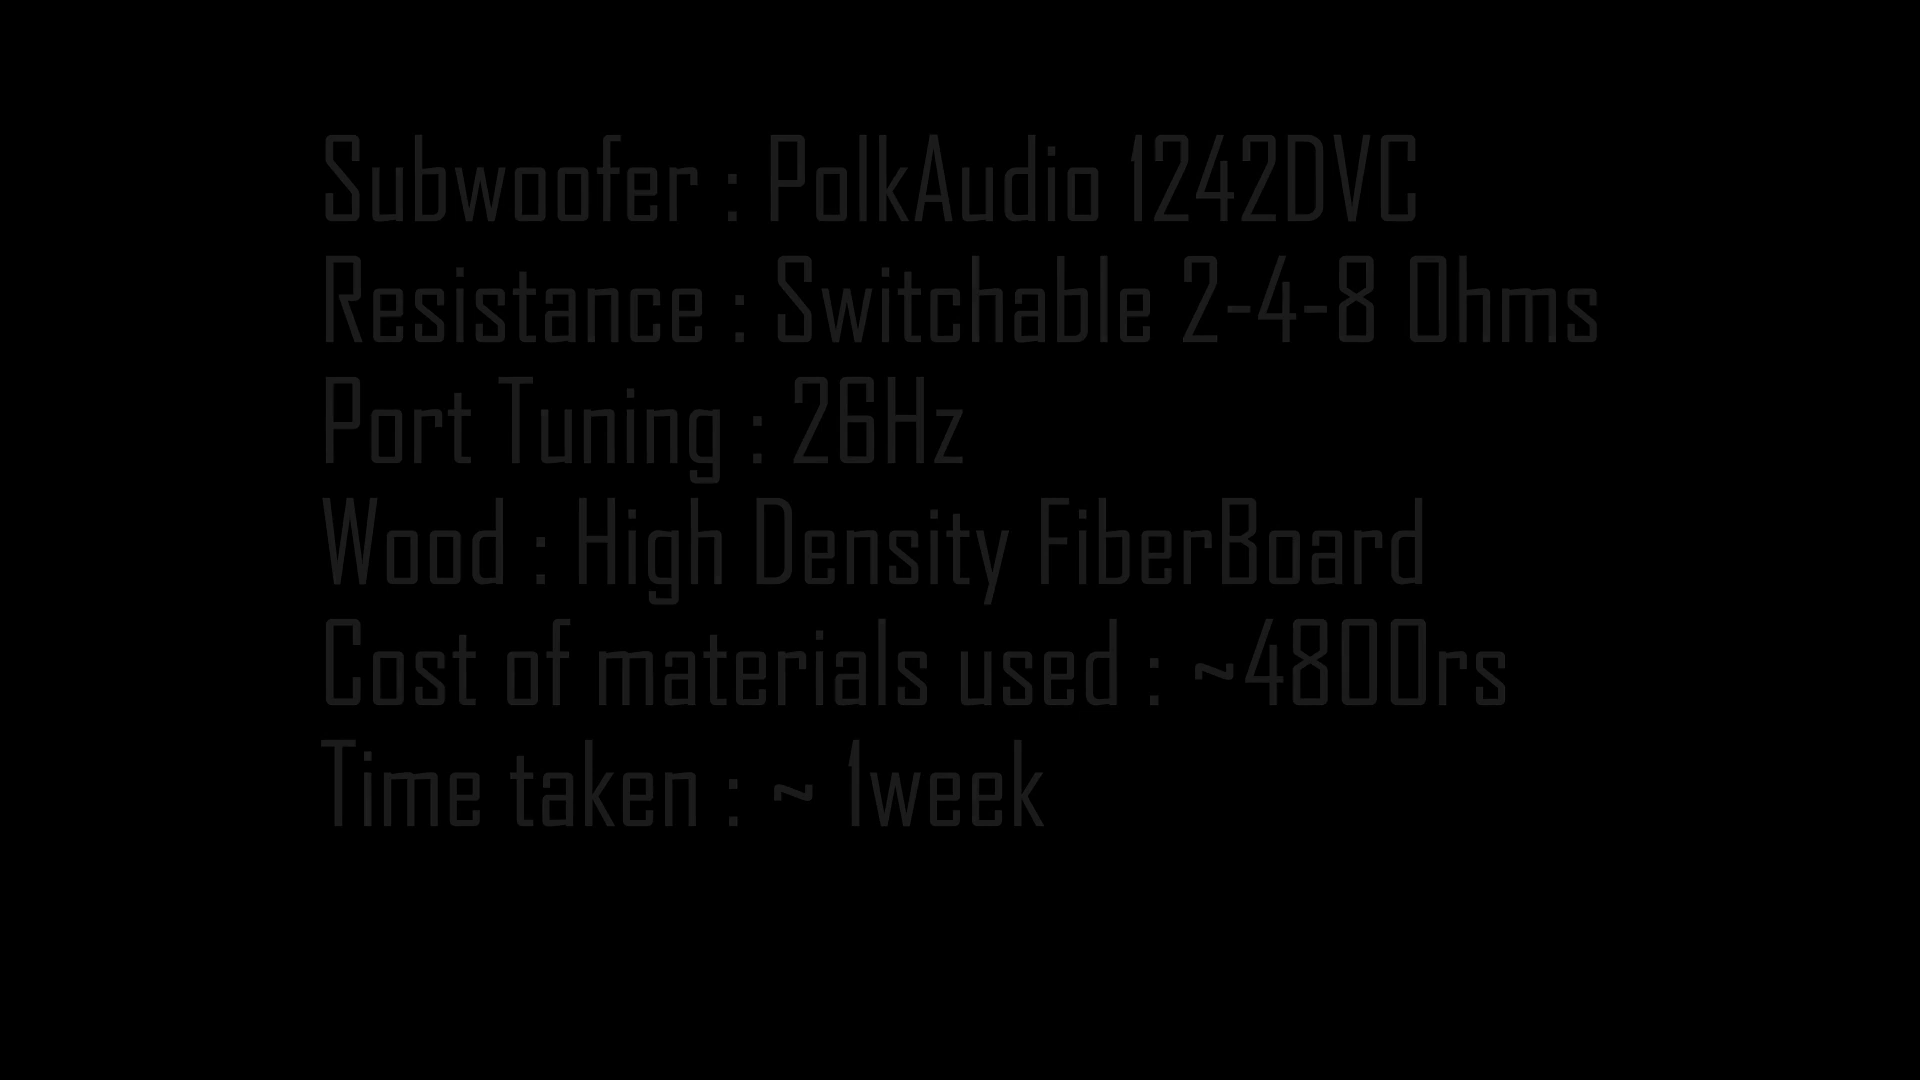 Subwoofer : PolkAudio 1242DVC
Resistance : Switchable 2-4-8 Ohms
Port Tuning : 26Hz
Wood : High Density FiberBoard
Cost of materials used : ~4800rs
Time taken : ~ 1week